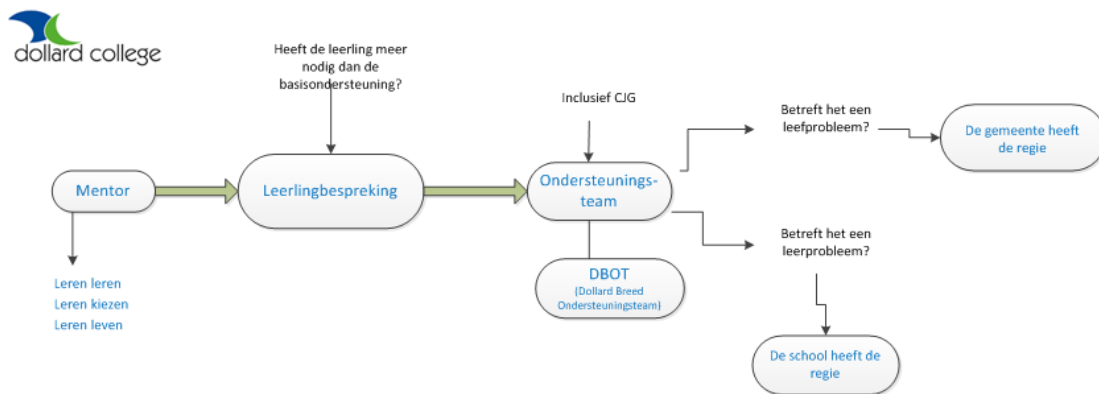 dollard college
Heeft de leerling meer
nodig dan de
basisondersteuning?
Inclusief CJG
Betreft het een
leefprobleem?
De gemeente heeft
de regie
Mentor
Leerlingbespreking
Ondersteunings-
team
Betreft het een
leerprobleem?
DBOT
(Dollard Breed
Ondersteuningsteam)
Leren leren
Leren kiezen
Leren leven
De school heeft de
regie